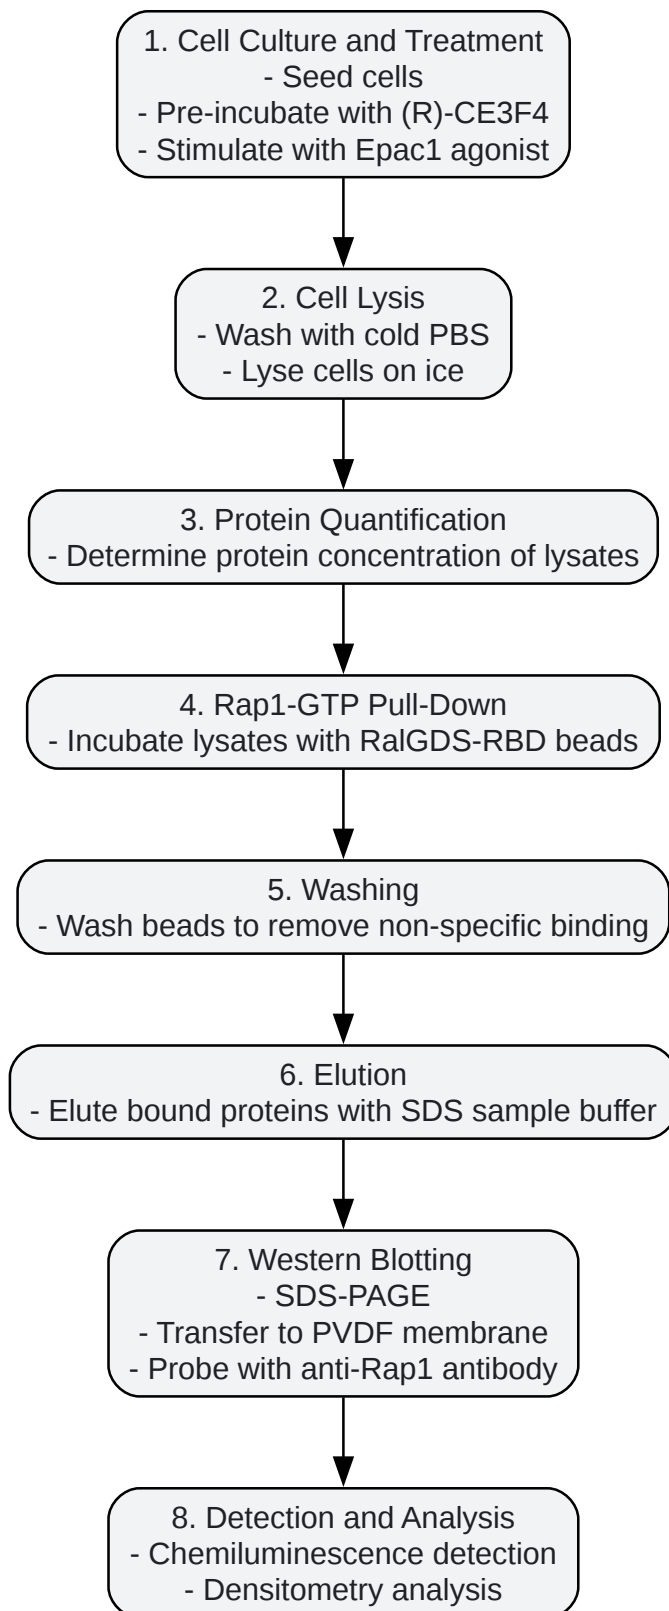 1. Cell Culture and Treatment
- Seed cells
- Pre-incubate with (R)-CE3F4
- Stimulate with Epac1 agonist
2. Cell Lysis
- Wash with cold PBS
- Lyse cells on ice
3. Protein Quantification
- Determine protein concentration of lysates
4. Rap1-GTP Pull-Down
- Incubate lysates with RalGDS-RBD beads
5. Washing
- Wash beads to remove non-specific binding
6. Elution
- Elute bound proteins with SDS sample buffer
7. Western Blotting
- SDS-PAGE
- Transfer to PVDF membrane
- Probe with anti-Rap1 antibody
8. Detection and Analysis
- Chemiluminescence detection
- Densitometry analysis